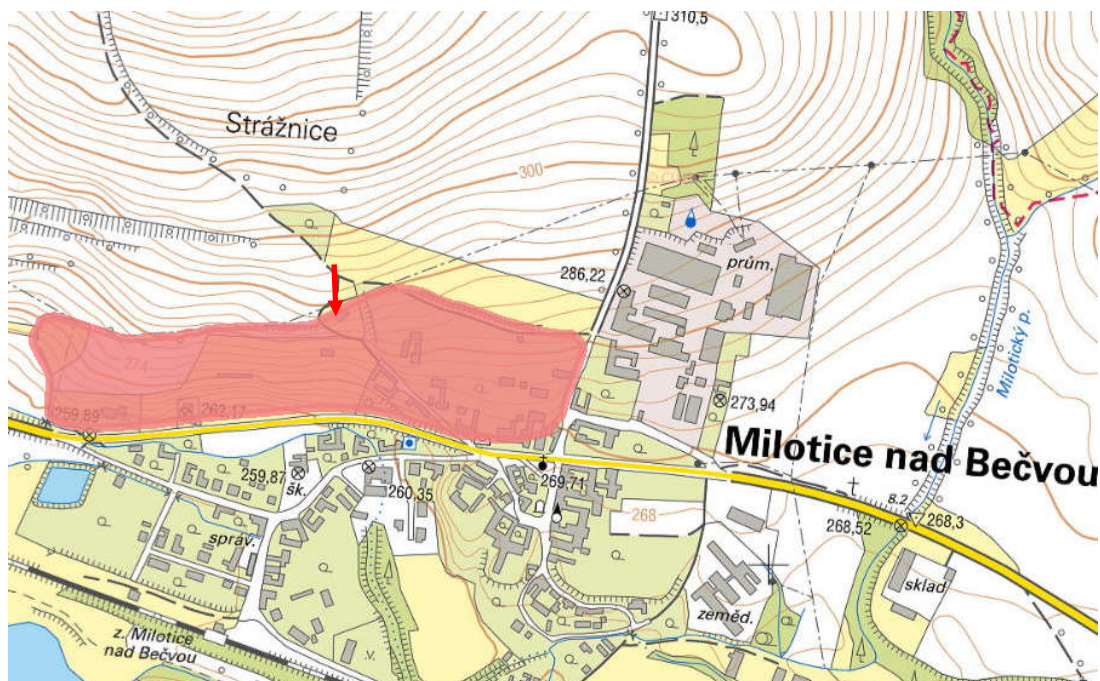 310,5
Strážnice
300
286,22
prům.
Milotický p.
274
259,89
262,17
273,94
Milotice nad Bečvou
259,87
šk.
260,35
269,71
268
8.2
268,52
268,3
správ.
sklad
zeměd.
z. Milotice
nad Bečvou
v.